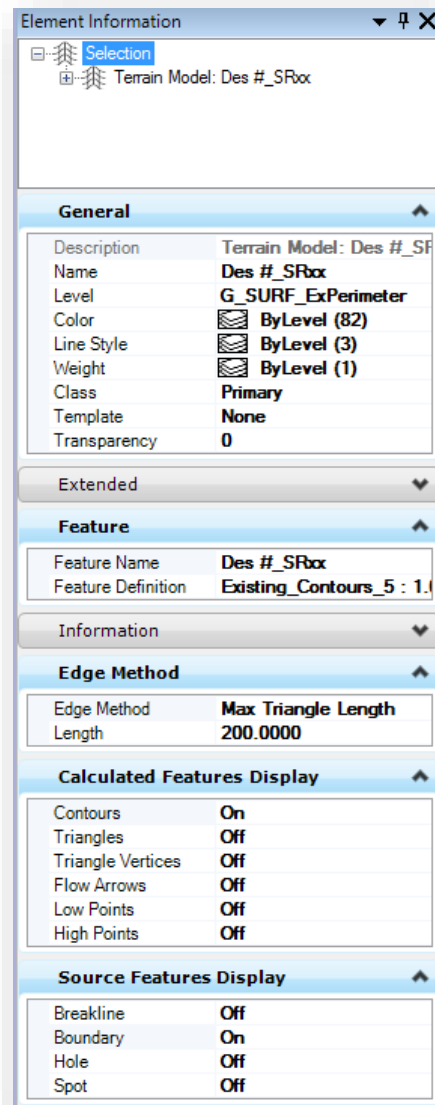 Element Information
Selection
Terrain Model: Des #_SRxx
General
Description Terrain Model: Des #_SR
Name Des #_SRxx
Level G_SURF_ExPerimeter
Color ByLevel (82)
Line Style ByLevel (3)
Weight ByLevel (1)
Class Primary
Template None
Transparency 0
Extended
Feature
Feature Name Des #_SRxx
Feature Definition Existing_Contours_5 : 1.
Information
Edge Method
Edge Method Max Triangle Length
Length 200.0000
Calculated Features Display
Contours On
Triangles Off
Triangle Vertices Off
Flow Arrows Off
Low Points Off
High Points Off
Source Features Display
Breakline Off
Boundary On
Hole Off
Spot Off